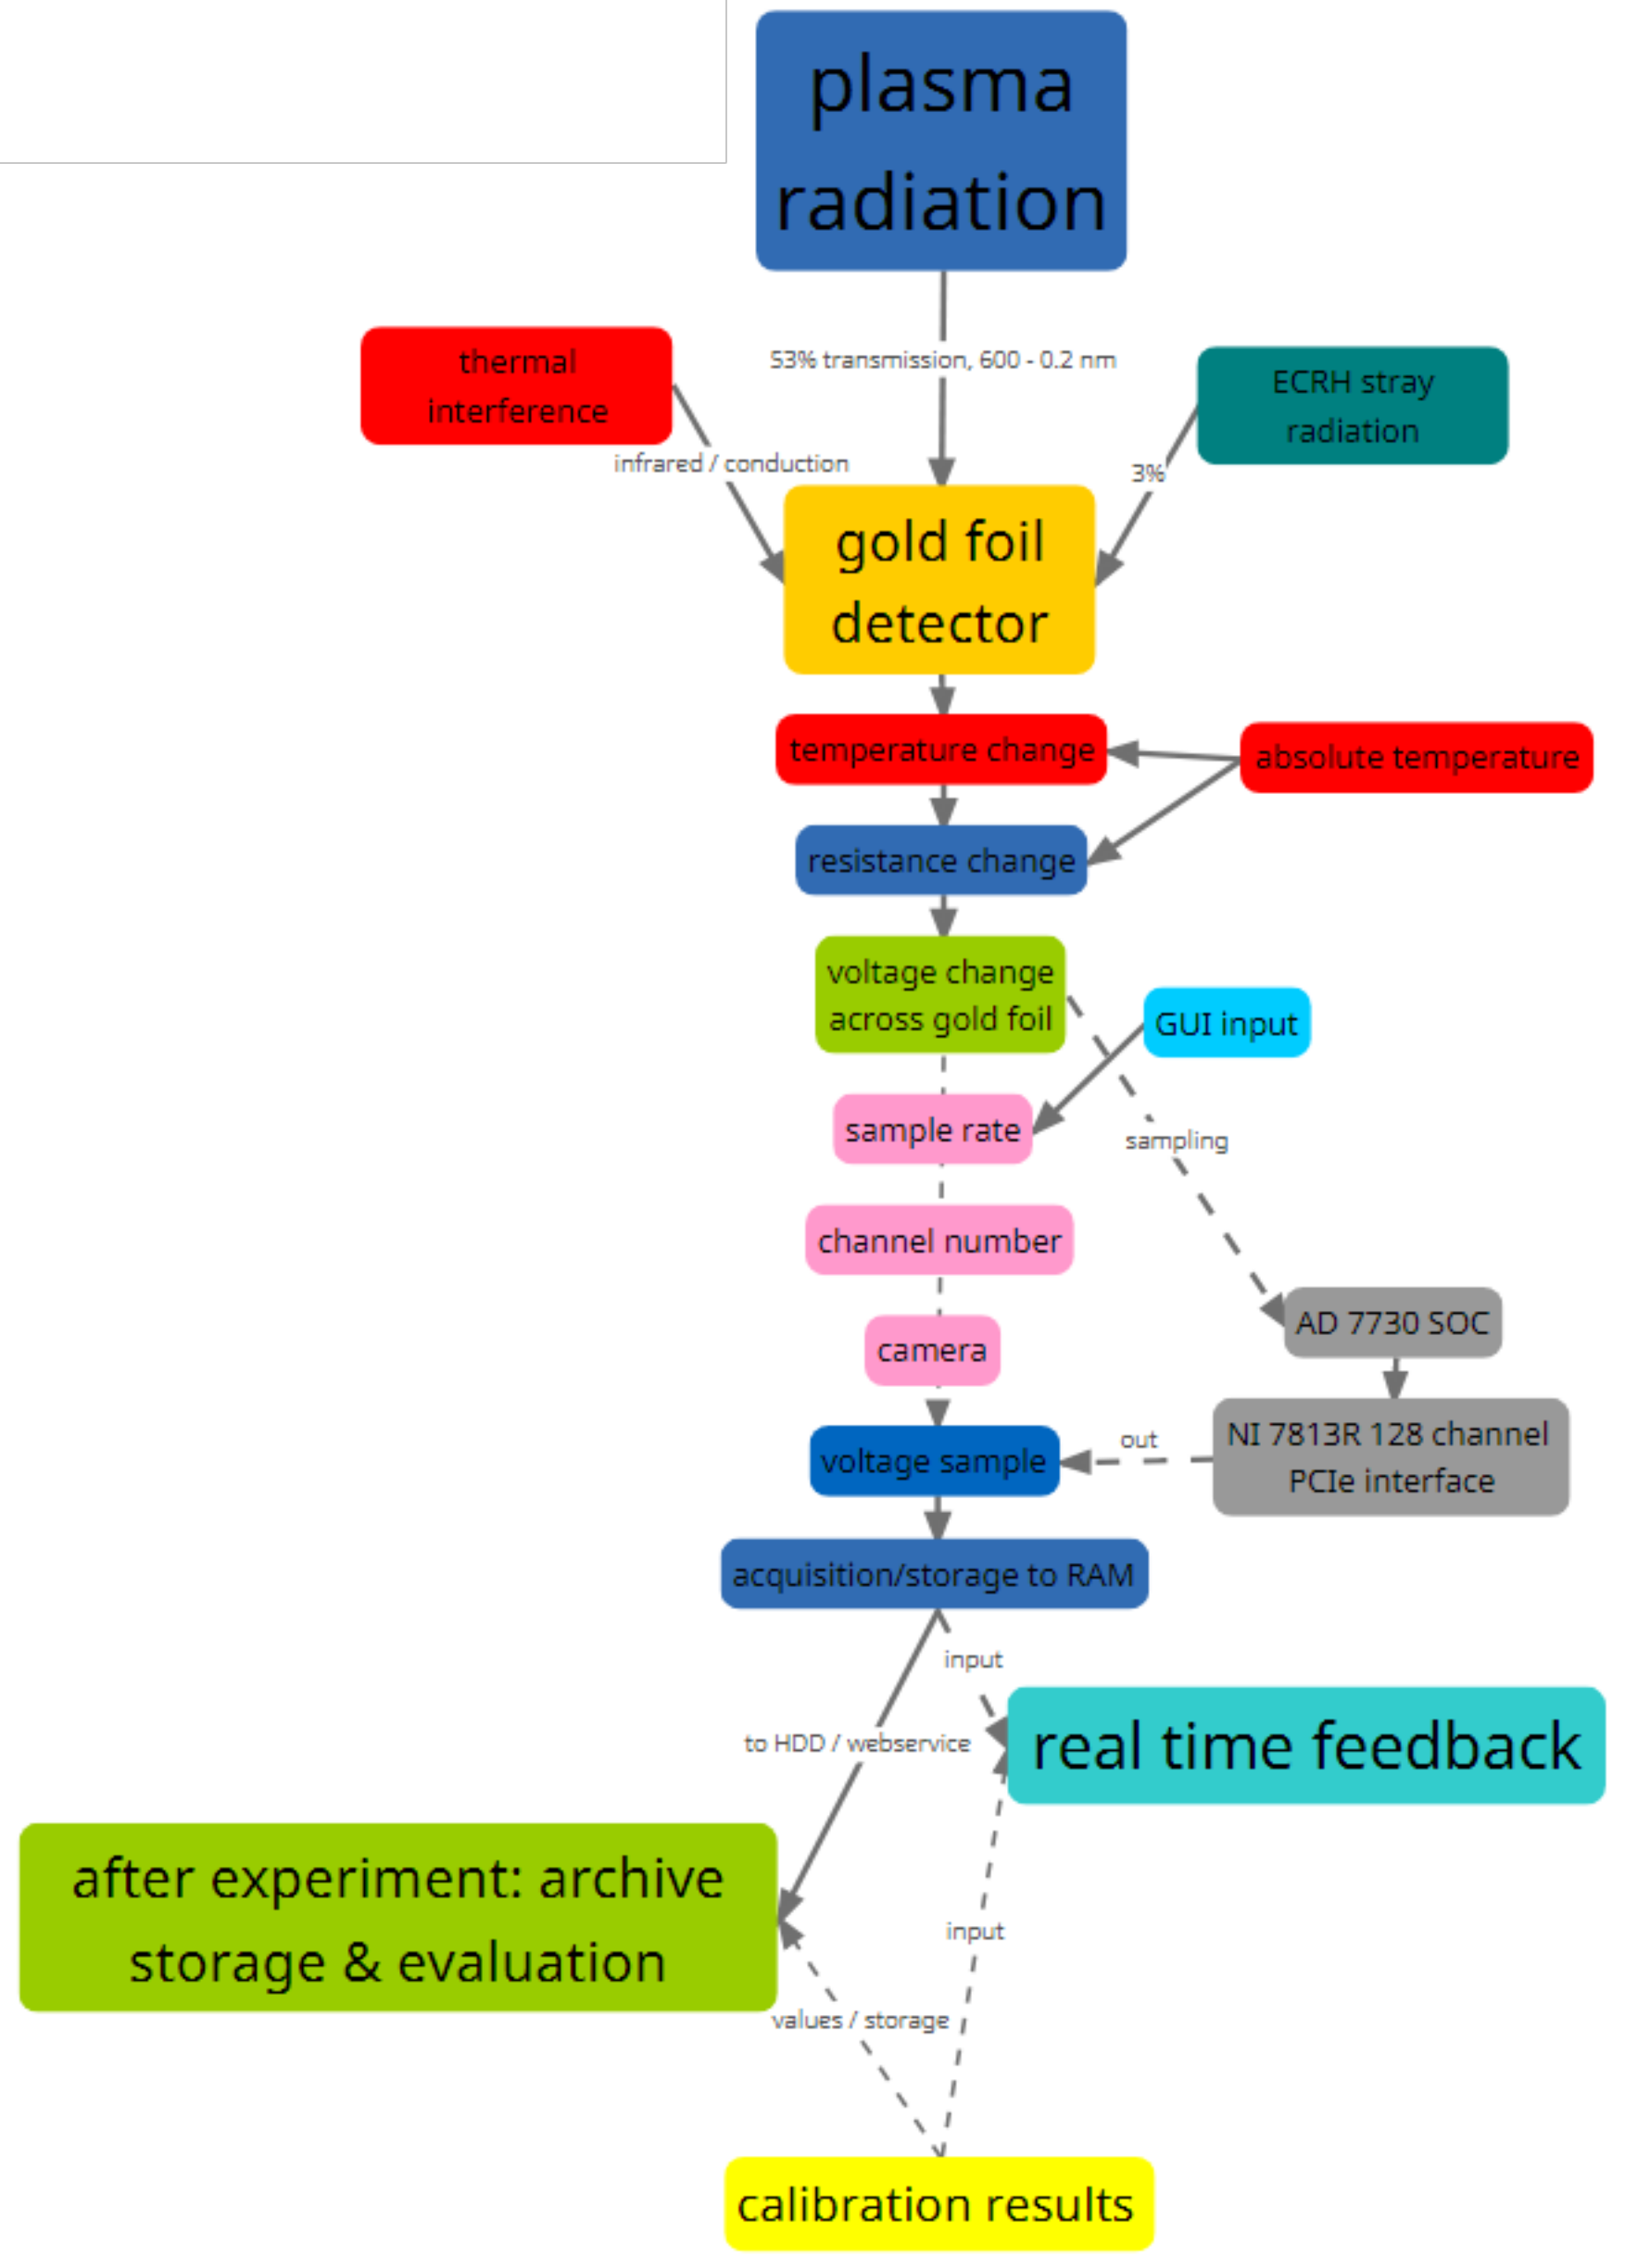 plasma
radiation
53% transmission, 600 - 0.2 nm
thermal
interference
ECRH stray
radiation
infrared / conduction
3%
gold foil
detector
temperature change
absolute temperature
resistance change
voltage change
across gold foil
GUI input
sample rate
sampling
channel number
AD 7730 SOC
camera
NI 7813R 128 channel
PCIe interface
out
voltage sample
acquisition/storage to RAM
input
to HDD / webservice
real time feedback
after experiment: archive
storage & evaluation
input
values / storage
calibration results